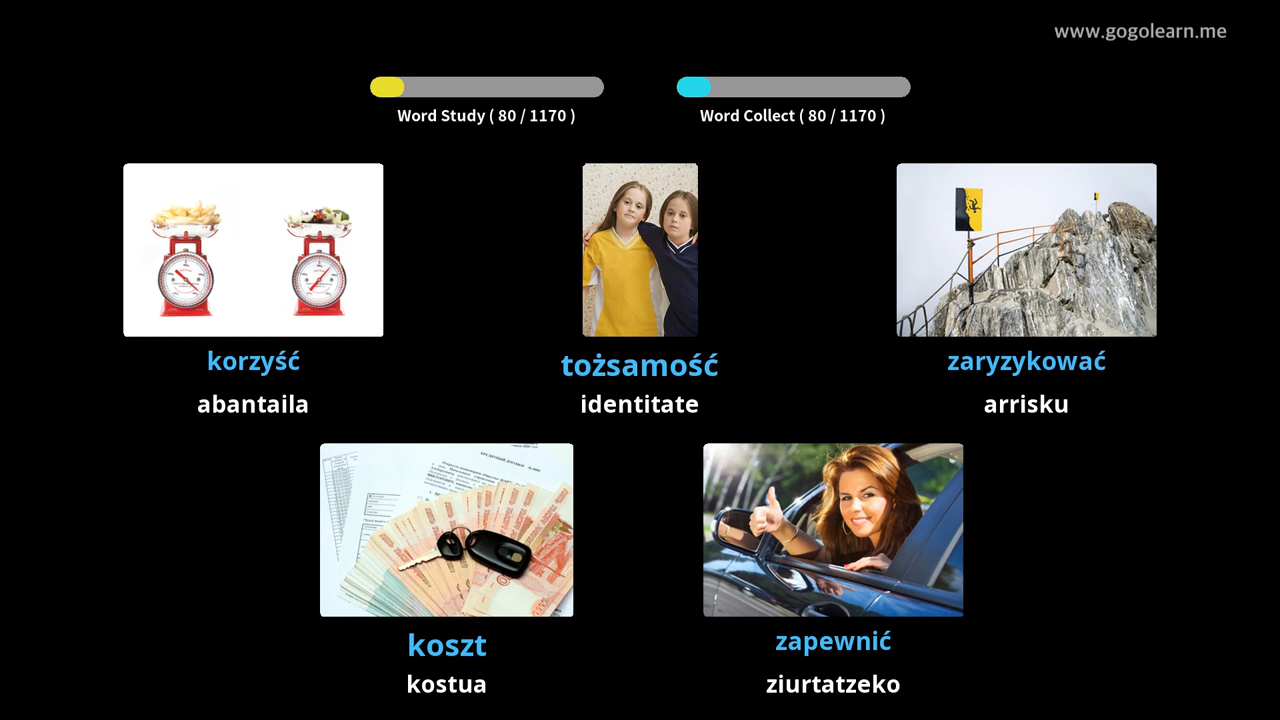 www.gogolearn.me
Word Study ( 80 / 1170 )
Word Collect ( 80 / 1170 )
korzyść
tożsamość
zaryzykować
abantaila
identitate
arrisku
koszt
zapewnić
kostua
ziurtatzeko